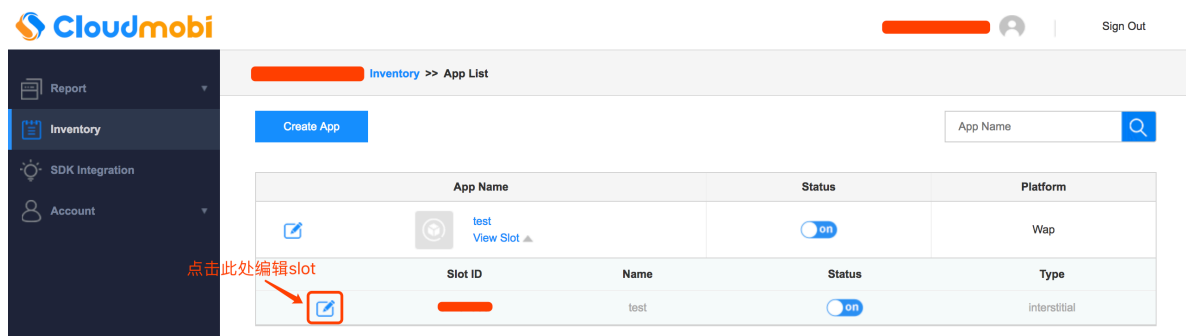 Cloudmobi
Sign Out
Report
Inventory >> App List
Inventory
Create App
App Name
SDK Integration
App Name Status Platform
Account
test
View Slot
on
Wap
点击此处编辑slot
Slot ID Name Status Type
test on interstitial